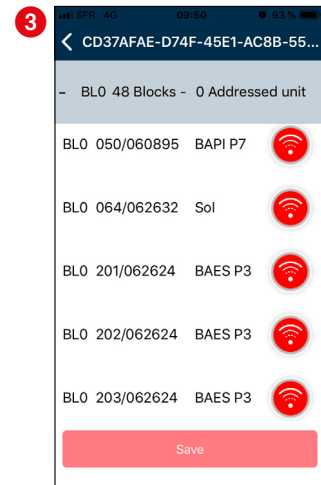 3
SFR 4G 09:50 93 %
CD37AFAE-D74F-45E1-AC8B-55...
- BL0 48 Blocks - 0 Addressed unit
BL0 050/060895 BAPI P7
BL0 064/062632 Sol
BL0 201/062624 BAES P3
BL0 202/062624 BAES P3
BL0 203/062624 BAES P3
Save